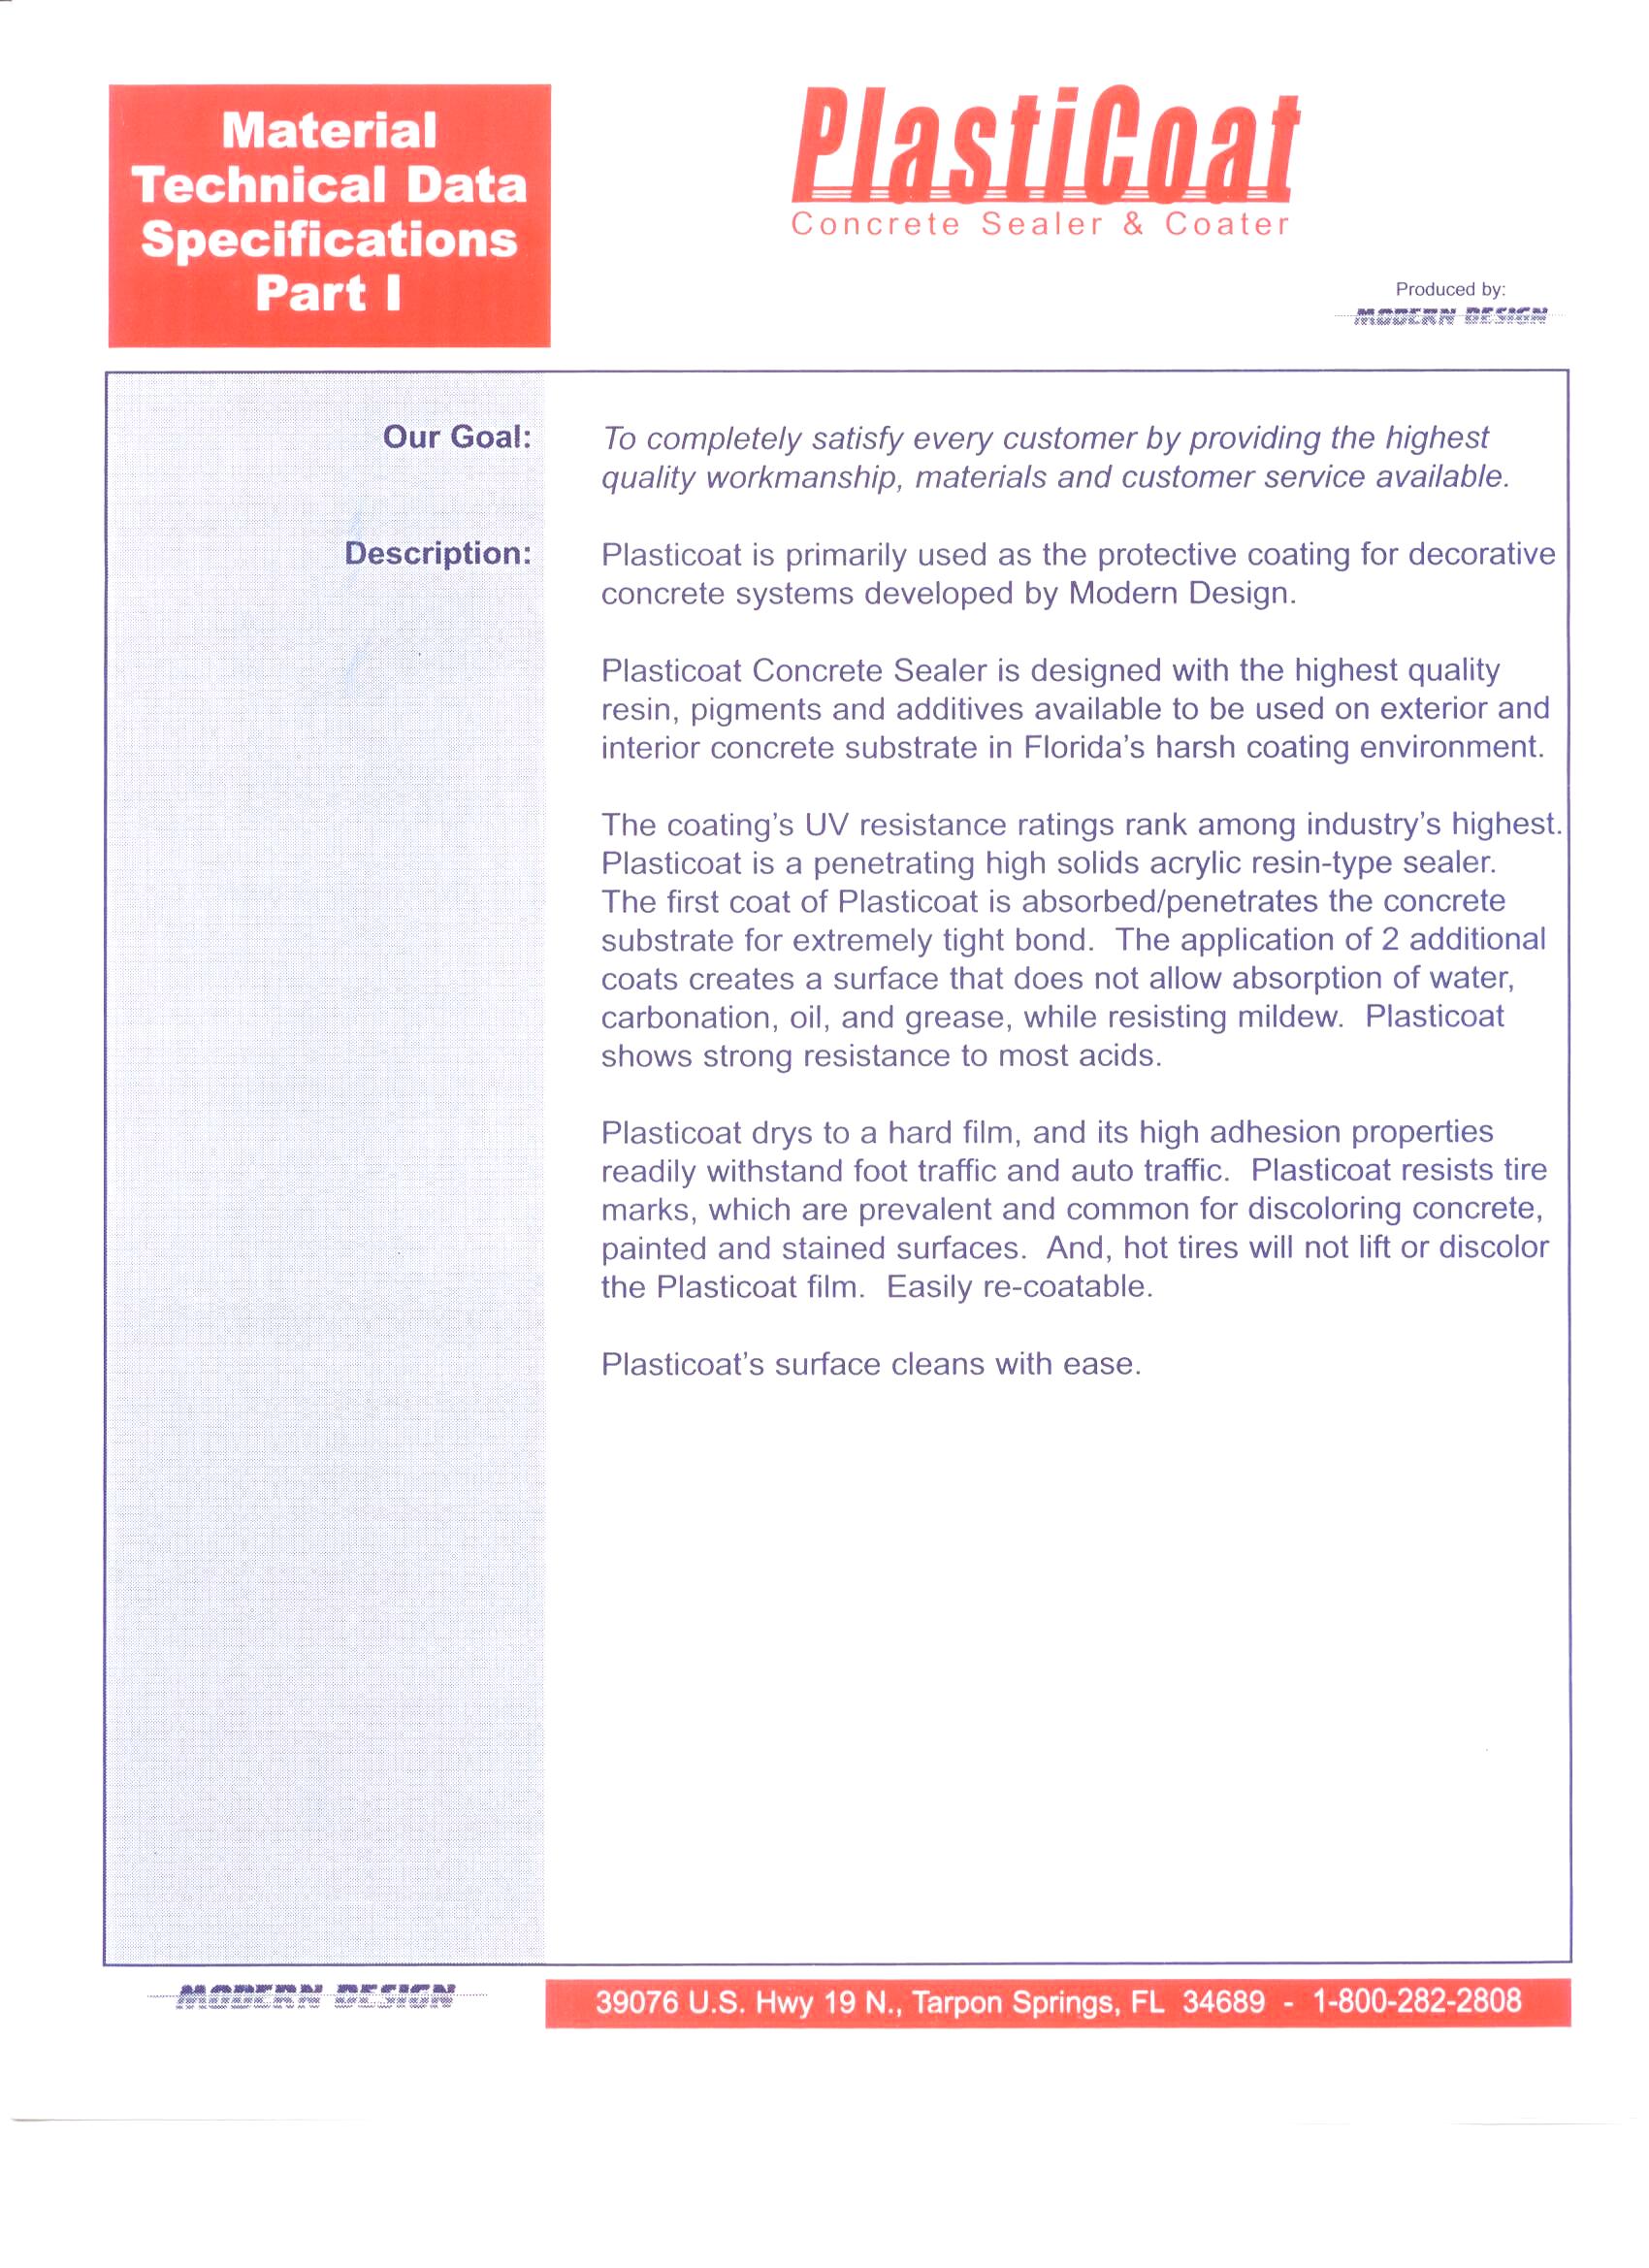 Material
Technical Data
Specifications
Part I
PlastiCoat
Concrete Sealer & Coater
Produced by:
MODERN DESIGN
Our Goal:
To completely satisfy every customer by providing the highest
quality workmanship, materials and customer service available.
Description:
Plasticoat is primarily used as the protective coating for decorative
concrete systems developed by Modern Design.
Plasticoat Concrete Sealer is designed with the highest quality
resin, pigments and additives available to be used on exterior and
interior concrete substrate in Florida's harsh coating environment.
The coating's UV resistance ratings rank among industry's highest.
Plasticoat is a penetrating high solids acrylic resin-type sealer.
The first coat of Plasticoat is absorbed/penetrates the concrete
substrate for extremely tight bond.  The application of 2 additional
coats creates a surface that does not allow absorption of water,
carbonation, oil, and grease, while resisting mildew.  Plasticoat
shows strong resistance to most acids.
Plasticoat drys to a hard film, and its high adhesion properties
readily withstand foot traffic and auto traffic.  Plasticoat resists tire
marks, which are prevalent and common for discoloring concrete,
painted and stained surfaces.  And, hot tires will not lift or discolor
the Plasticoat film.  Easily re-coatable.
Plasticoat's surface cleans with ease.
MODERN DESIGN
39076 U.S. Hwy 19 N., Tarpon Springs, FL  34689  -  1-800-282-2808